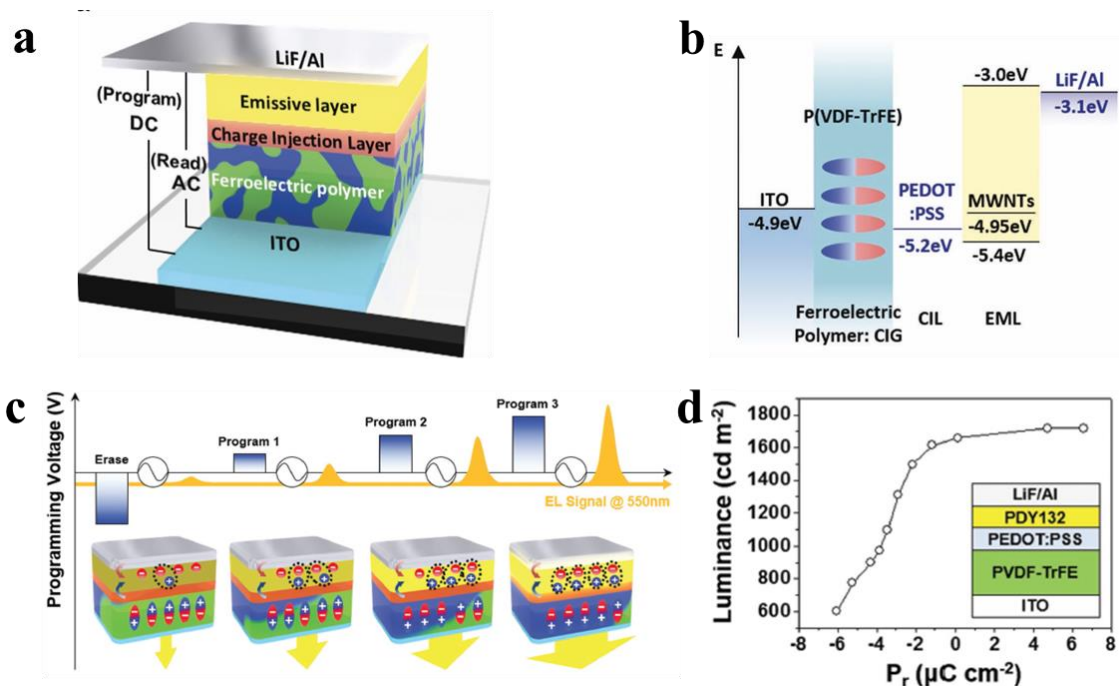 a
LiF/Al
(Program)
DC
Emissive layer
Charge Injection Layer
(Read)
AC
Ferroelectric polymer
ITO
b
E
-3.0eV
LiF/Al
-3.1eV
P(VDF-TrFE)
ITO
-4.9eV
PEDOT
:PSS
-5.2eV
MWNTs
-4.95eV
-5.4eV
Ferroelectric
Polymer: CIG
CIL
EML
c
Programming Voltage (V)
Erase
Program 1
Program 2
Program 3
EL Signal @ 550nm
d
Luminance (cd m-2)
1800
1600
1400
1200
1000
800
600
LiF/Al
PDY132
PEDOT:PSS
PVDF-TrFE
ITO
-8 -6 -4 -2 0 2 4 6 8
Pr (μC cm-2)